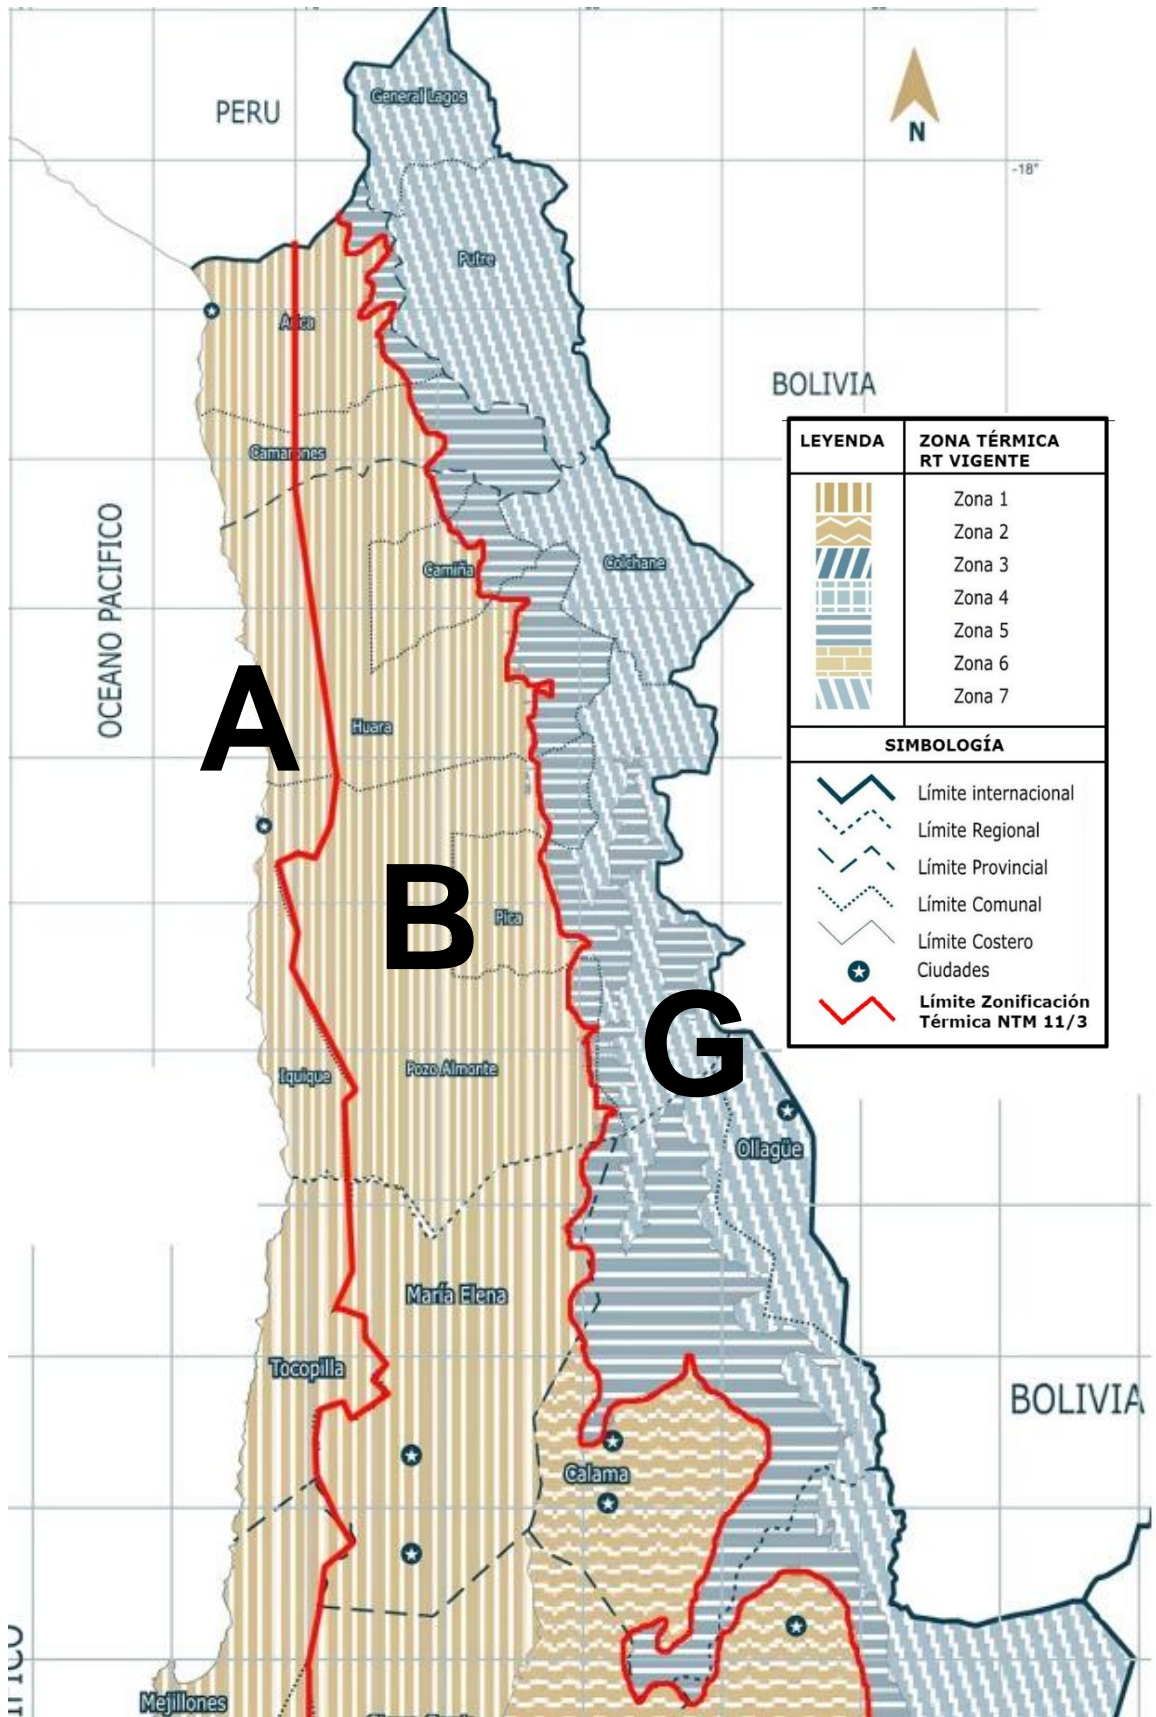 General Lagos
PERU
N
-18°
Putre
Arica
BOLIVIA
LEYENDA
ZONA TÉRMICA
RT VIGENTE
Camarones
Zona 1
Zona 2
OCEANO PACIFICO
Camiña
Colchane
Zona 3
Zona 4
Zona 5
Zona 6
Zona 7
A
Huara
SIMBOLOGÍA
Límite internacional
Límite Regional
Límite Provincial
B
Pica
Límite Comunal
Límite Costero
Ciudades
Límite Zonificación
Térmica NTM 11/3
G
Iquique
Pozo Almonte
Ollagüe
María Elena
Tocopilla
BOLIVIA
Calama
Mejillones